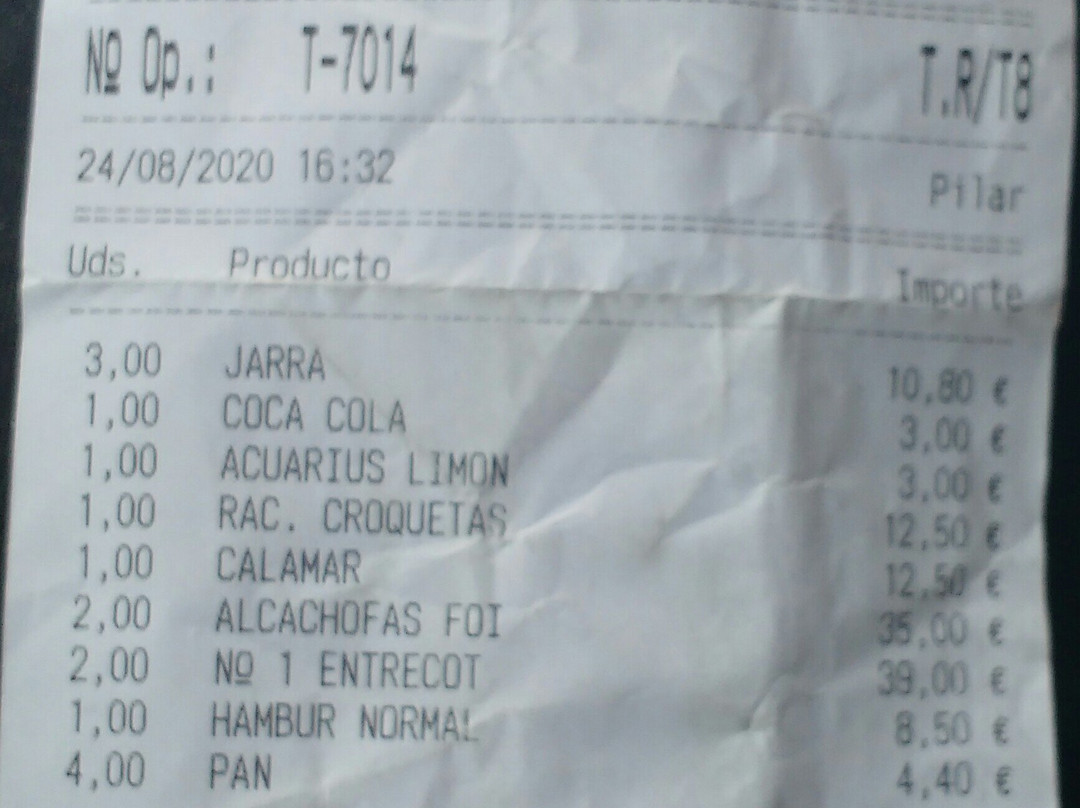 Nº Op.: T-7014 T.R/T8
24/08/2020 16:32 Pilar
Uds. Producto Importe
3,00 JARRA 10,80 €
1,00 COCA COLA 3,00 €
1,00 ACUARIUS LIMON 3,00 €
1,00 RAC. CROQUETAS 12,50 €
1,00 CALAMAR 12,50 €
2,00 ALCACHOFAS FOI 35,00 €
2,00 Nº 1 ENTRECOT 39,00 €
1,00 HAMBUR NORMAL 8,50 €
4,00 PAN 4,40 €